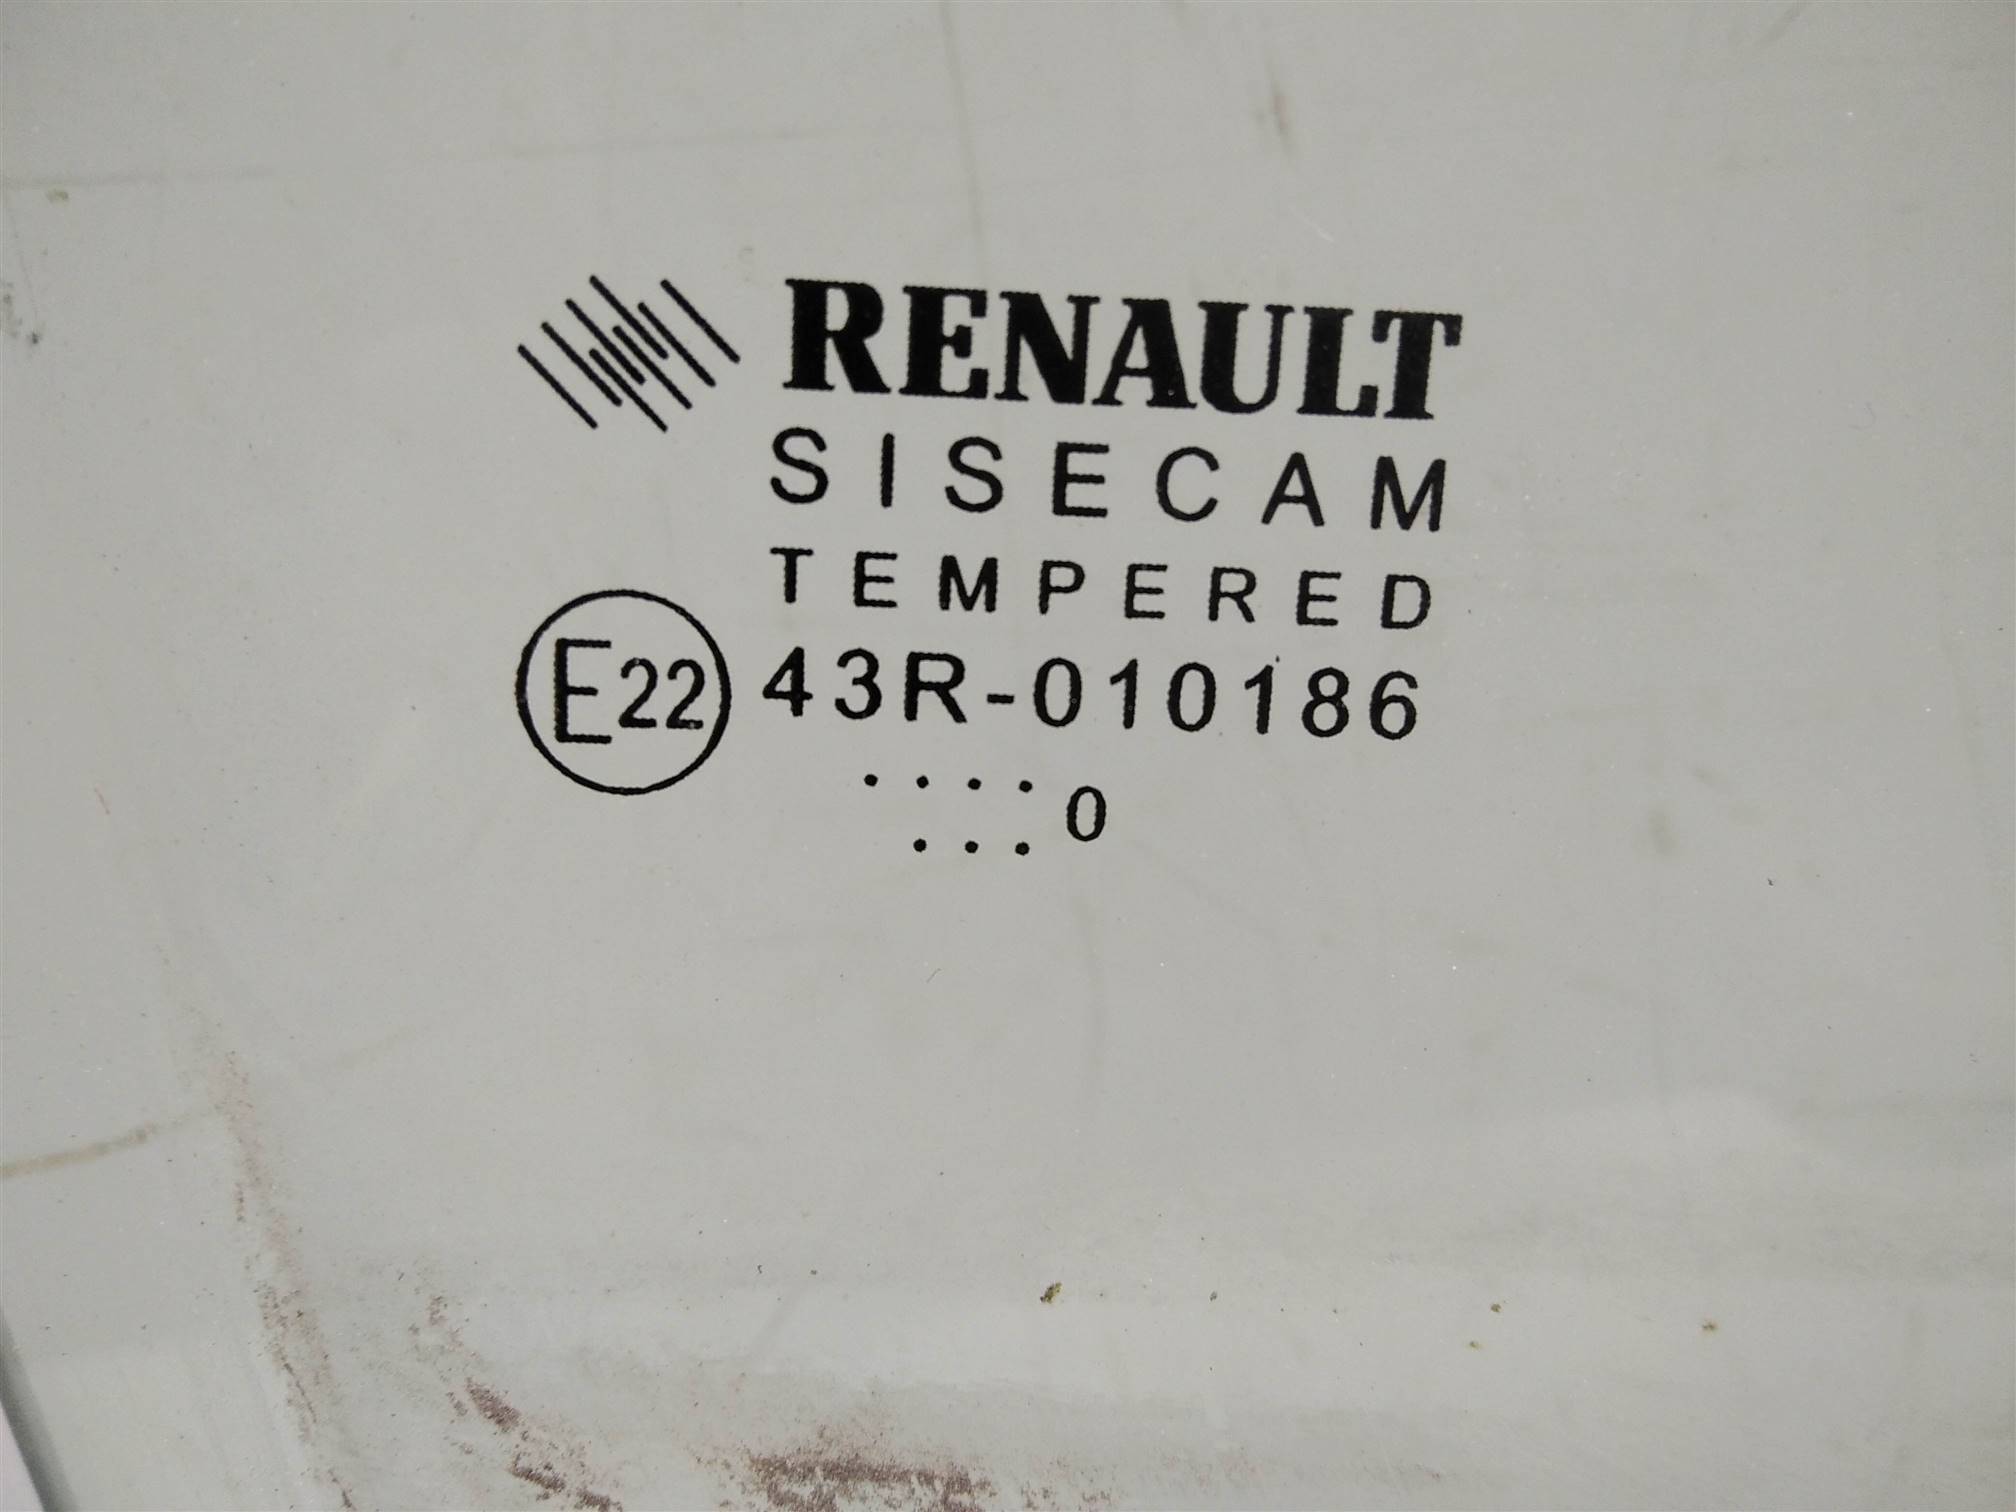 RENAULT
SISECAM
TEMPERED
E22 43R-010186
.... 0
...